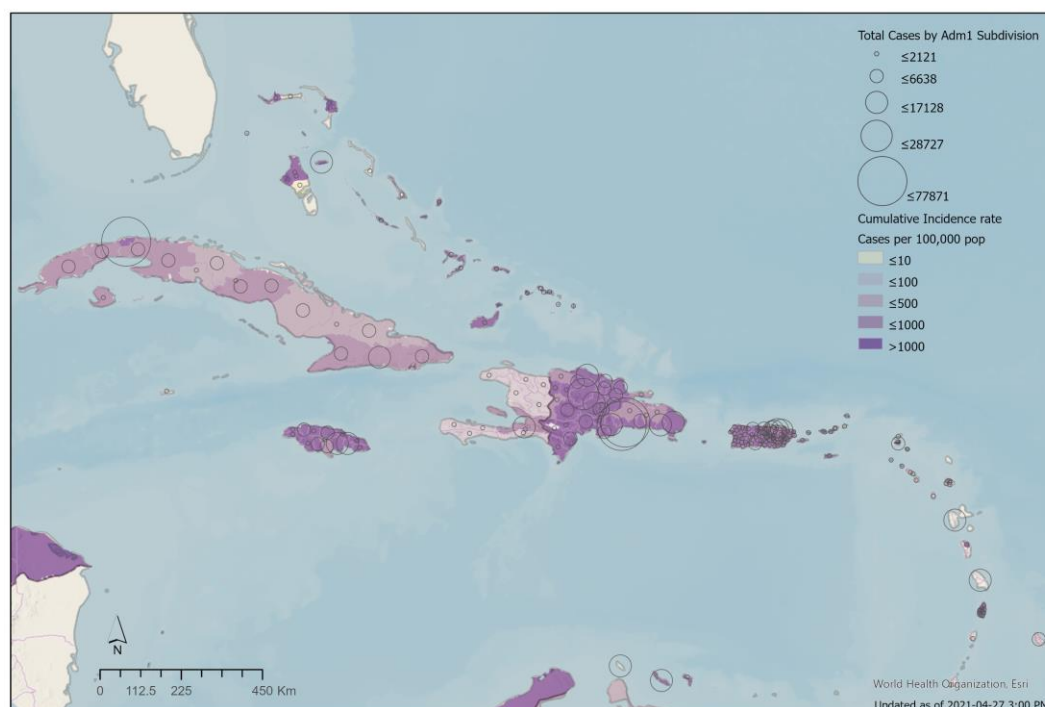 Total Cases by Adm1 Subdivision
≤2121
≤6638
≤17128
≤28727
≤77871
Cumulative Incidence rate
Cases per 100,000 pop
≤10
≤100
≤500
≤1000
>1000
N
0 112.5 225 450 Km
World Health Organization, Esri
Updated as of 2021-04-27 3:00 PM